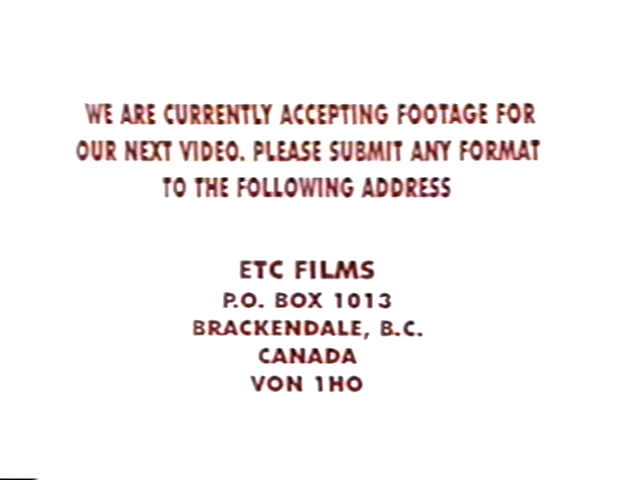 WE ARE CURRENTLY ACCEPTING FOOTAGE FOR
OUR NEXT VIDEO. PLEASE SUBMIT ANY FORMAT
TO THE FOLLOWING ADDRESS
ETC FILMS
P.O. BOX 1013
BRACKENDALE, B.C.
CANADA
VON 1HO